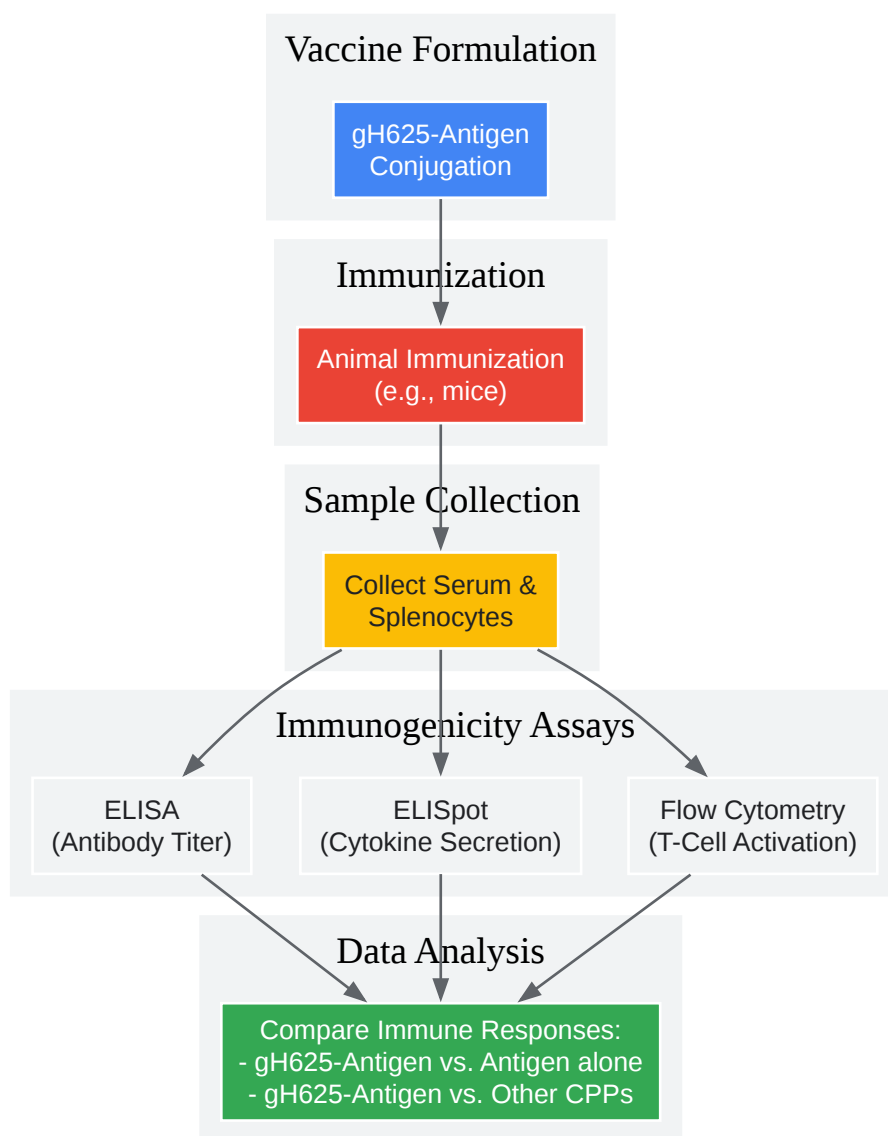 Vaccine Formulation
gH625-Antigen
Conjugation
Immunization
Animal Immunization
(e.g., mice)
Sample Collection
Collect Serum &
Splenocytes
Immunogenicity Assays
ELISA
(Antibody Titer)
ELISpot
(Cytokine Secretion)
Flow Cytometry
(T-Cell Activation)
Data Analysis
Compare Immune Responses:
- gH625-Antigen vs. Antigen alone
- gH625-Antigen vs. Other CPPs